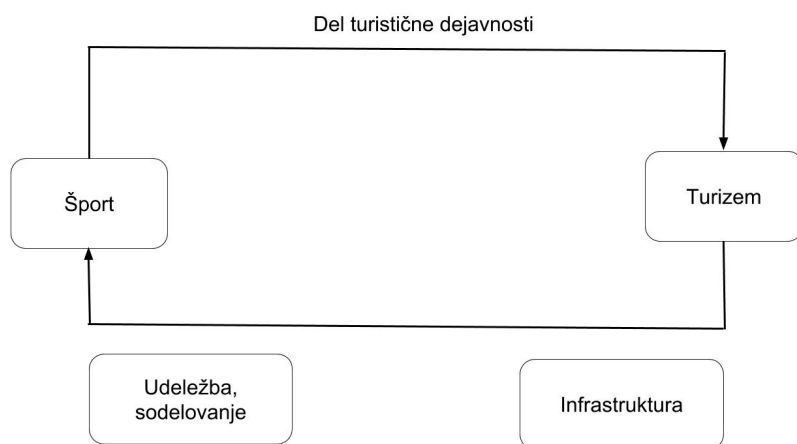 Del turistične dejavnosti
Šport
Turizem
Udeležba,
sodelovanje
Infrastruktura